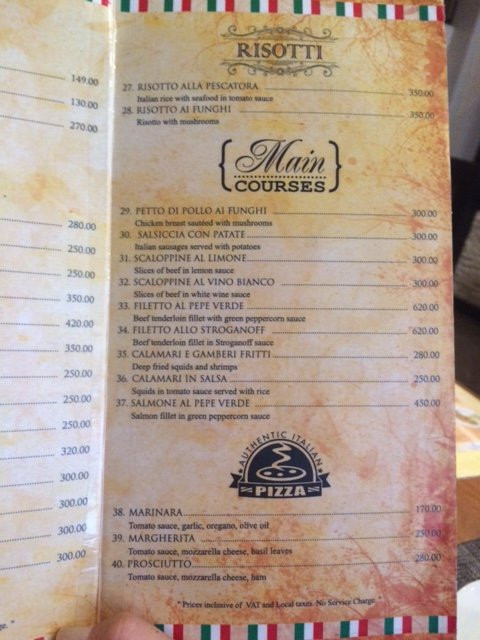 149.00
130.00
270.00
280.00
250.00
250.00
350.00
420.00
350.00
250.00
250.00
250.00
320.00
300.00
300.00
300.00
300.00
ge. "
RISOTTI
27. RISOTTO ALLA PESCATORA 350.00
Italian rice with seafood in tomato sauce
28. RISOTTO AI FUNGHI 350.00
Risotto with mushrooms
Main
COURSES
29. PETTO DI POLLO AI FUNGHI 300.00
Chicken breast sautéed with mushrooms
30. SALSICCIA CON PATATE 300.00
Italian sausages served with potatoes
31. SCALOPPINE AL LIMONE 300.00
Slices of beef in lemon sauce
32. SCALOPPINE AL VINO BIANCO 300.00
Slices of beef in white wine sauce
33. FILETTO AL PEPE VERDE 620.00
Beef tenderloin fillet with green peppercorn sauce
34. FILETTO ALLO STROGANOFF 620.00
Beef tenderloin fillet in Stroganoff sauce
35. CALAMARI E GAMBERI FRITTI 280.00
Deep fried squids and shrimps
36. CALAMARI IN SALSA 250.00
Squids in tomato sauce served with rice
37. SALMONE AL PEPE VERDE 450.00
Salmon fillet in green peppercorn sauce
AUTHENTIC ITALIAN
PIZZA
38. MARINARA 170.00
Tomato sauce, garlic, oregano, olive oil
39. MARGHERITA 250.00
Tomato sauce, mozzarella cheese, basil leaves
40. PROSCIUTTO 280.00
Tomato sauce, mozzarella cheese, ham
" Prices inclusive of VAT and Local taxes. No Service Charge. "